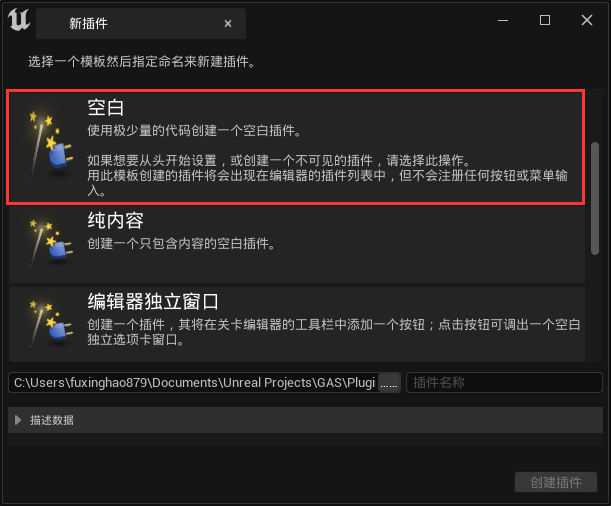 新插件
选择一个模板然后指定命名来新建插件。
空白
使用极少量的代码创建一个空白插件。
如果想要从头开始设置，或创建一个不可见的插件，请选择此操作。
用此模板创建的插件将会出现在编辑器的插件列表中，但不会注册任何按钮或菜单输
入。
纯内容
创建一个只包含内容的空白插件。
编辑器独立窗口
创建一个插件，其将在关卡编辑器的工具栏中添加一个按钮；点击按钮可调出一个空白
独立选项卡窗口。
C:\Users\fuxinghao879\Documents\Unreal Projects\GAS\Plugi ...... 插件名称
描述数据
创建插件